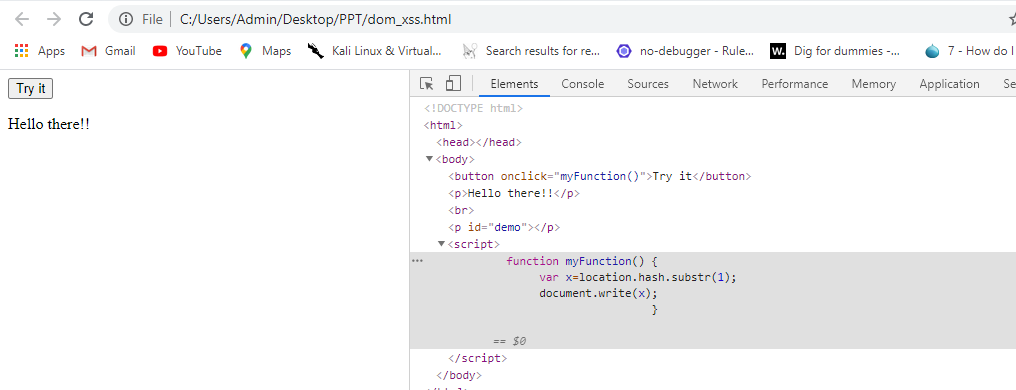 File | C:/Users/Admin/Desktop/PPT/dom_xss.html
Apps M Gmail YouTube Maps Kali Linux & Virtual... Search results for re... no-debugger - Rule... W. Dig for dummies -... 7 - How do I
Try it
Hello there!!
Elements Console Sources Network Performance Memory Application Se
<!DOCTYPE html>
<html>
<head></head>
<body>
<button onclick="myFunction()">Try it</button>
<p>Hello there!!</p>
<br>
<p id="demo"></p>
<script>
function myFunction() {
var x=location.hash.substr(1);
document.write(x);
}
== $0
</script>
</body>